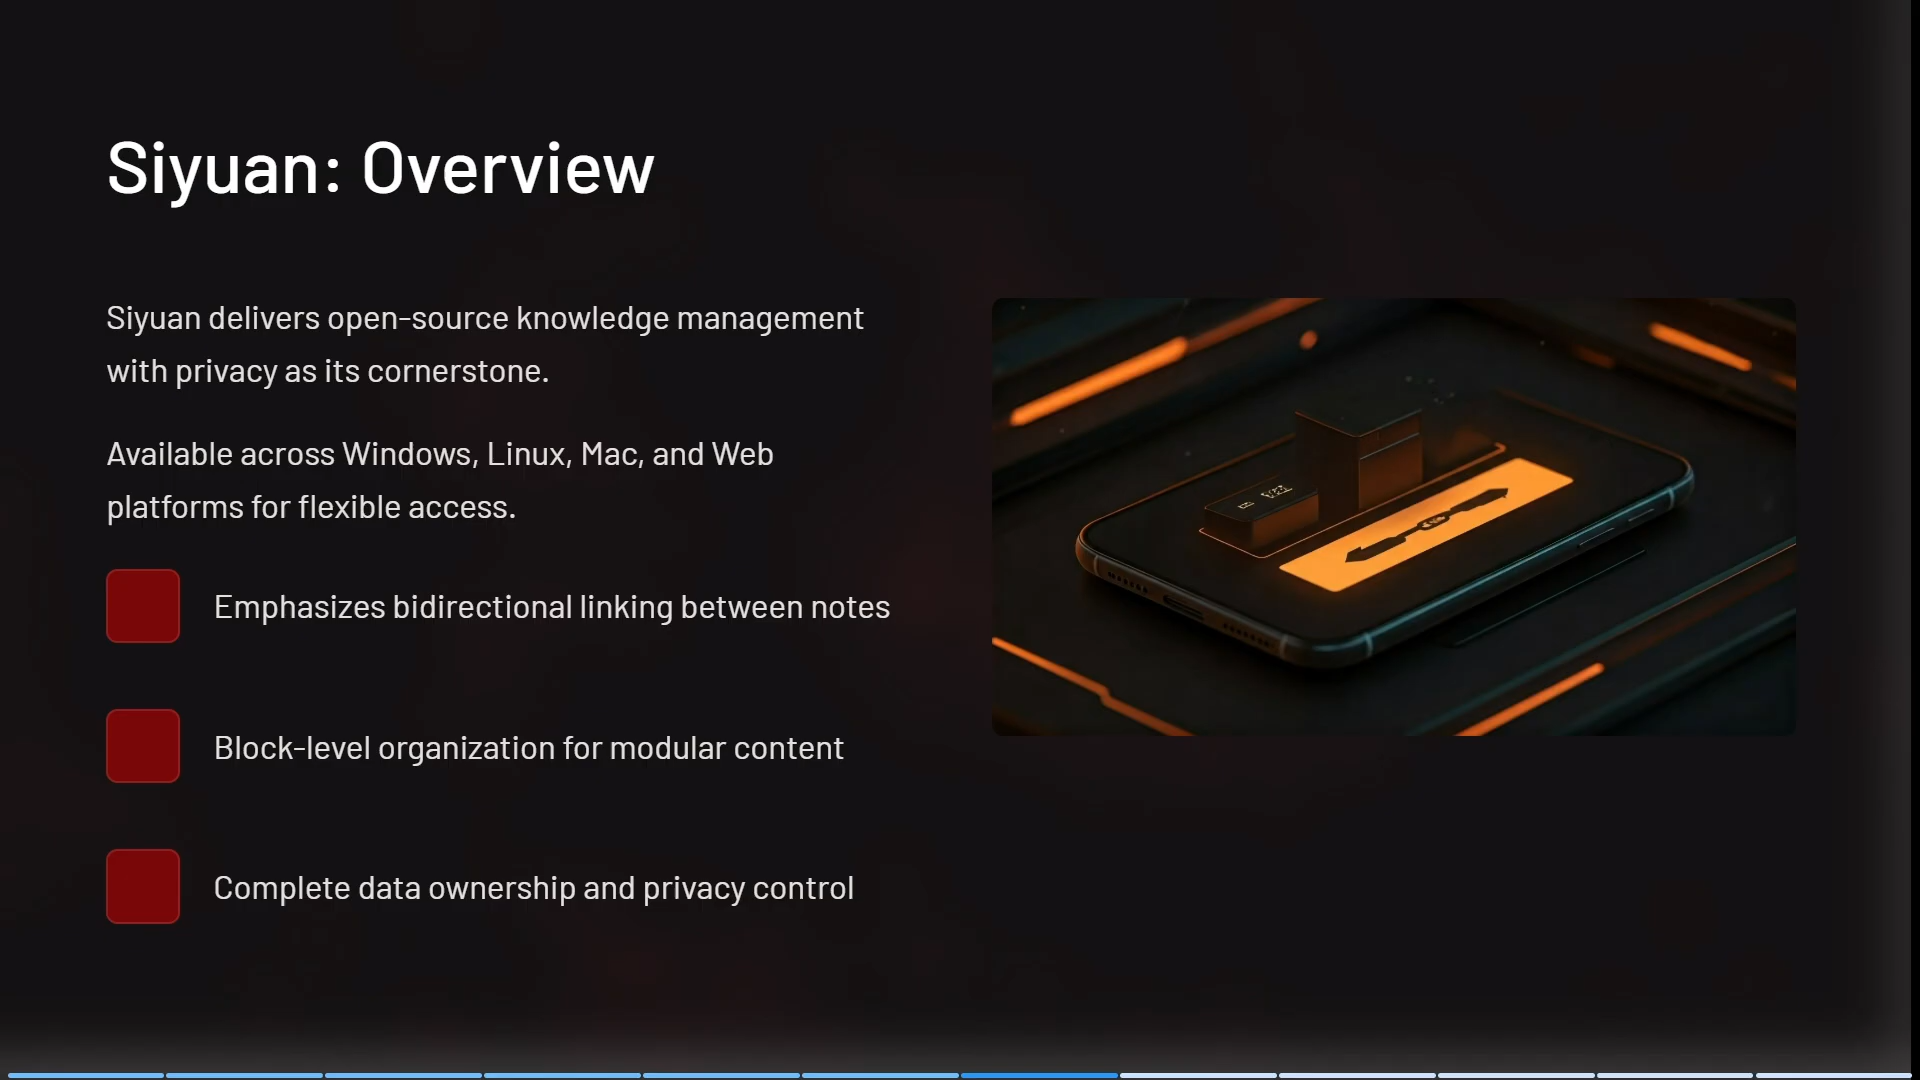 Siyuan: Overview
Siyuan delivers open-source knowledge management
with privacy as its cornerstone.
Available across Windows, Linux, Mac, and Web
platforms for flexible access.
Emphasizes bidirectional linking between notes
Block-level organization for modular content
Complete data ownership and privacy control